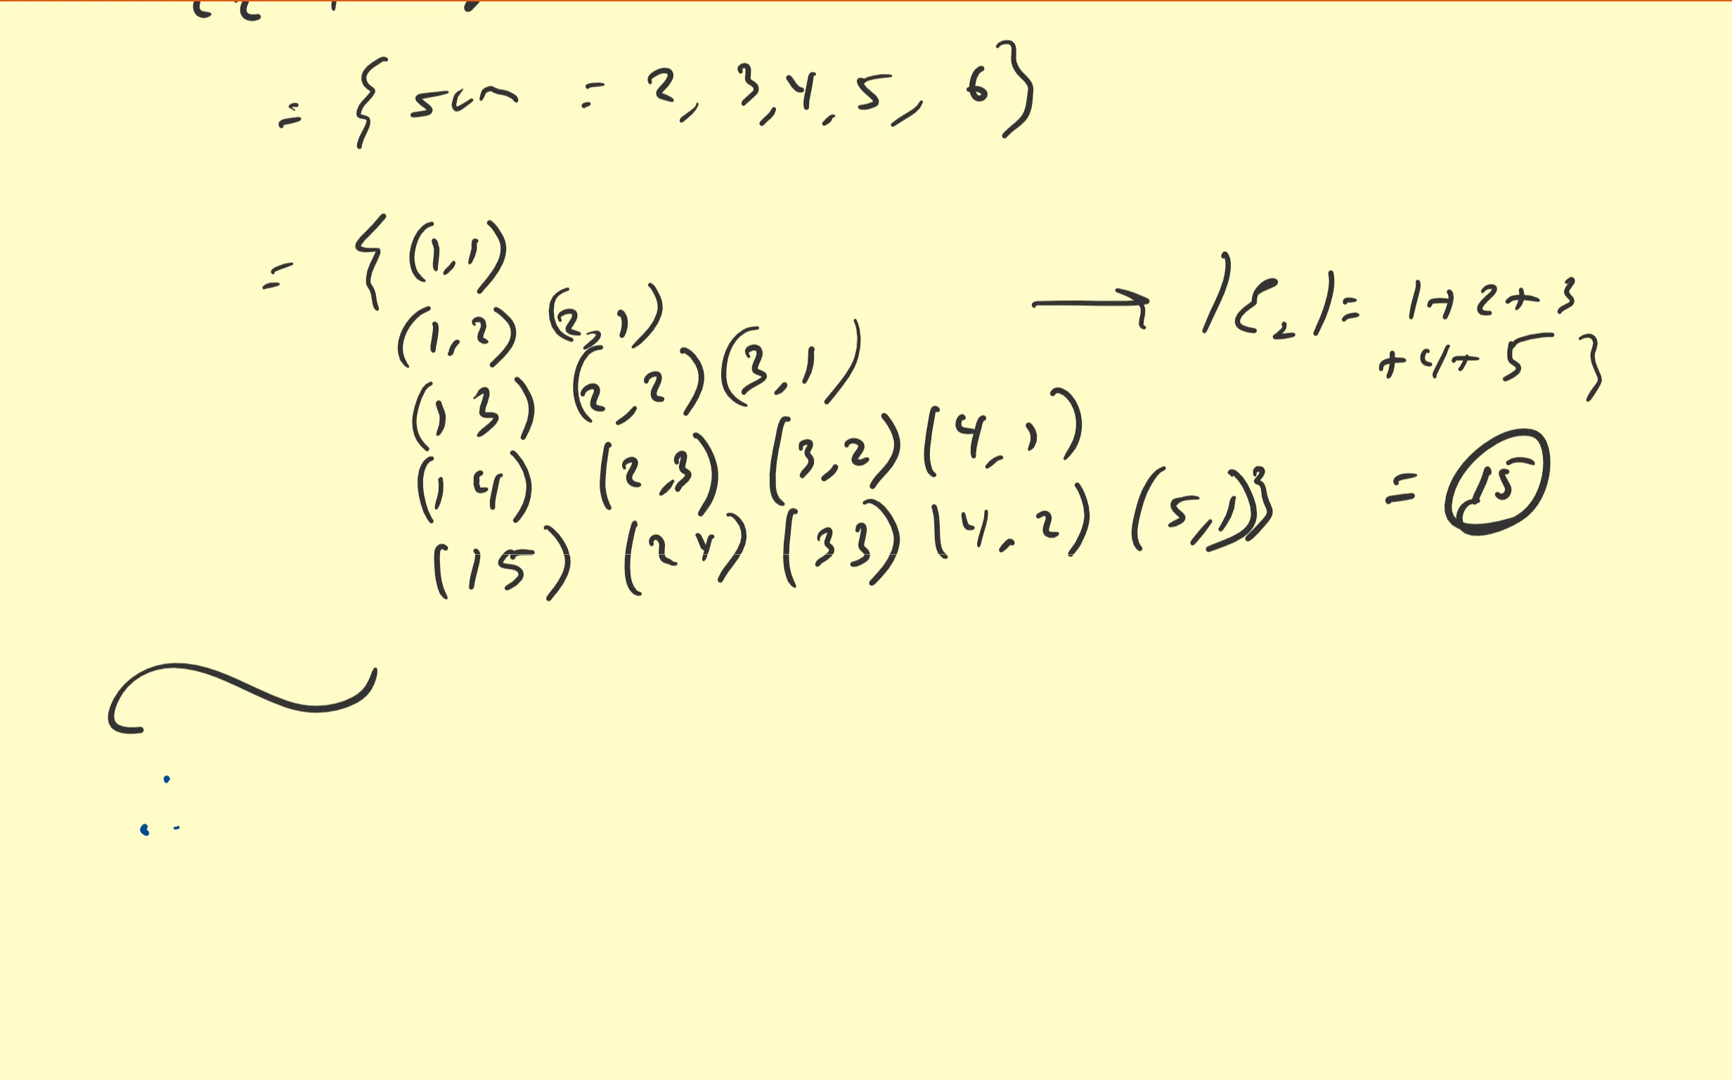 = { sum = 2, 3, 4, 5, 6}
= { (1,1)
(1,2) (2,1)
(1 3) (2,2) (3,1)
(1 4) (2,3) (3,2) (4,1)
(1 5) (2 4) (3 3) (4,2) (5,1)}
→ |E₂| = 1+2+3
+4+5 }
= 15